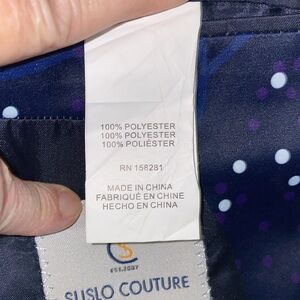 100% POLYESTER
100% POLYESTER
100% POLIÉSTER
RN 158281
MADE IN CHINA
FABRIQUÉ EN CHINE
HECHO EN CHINA
CS
EST.2007
SUSLO COUTURE